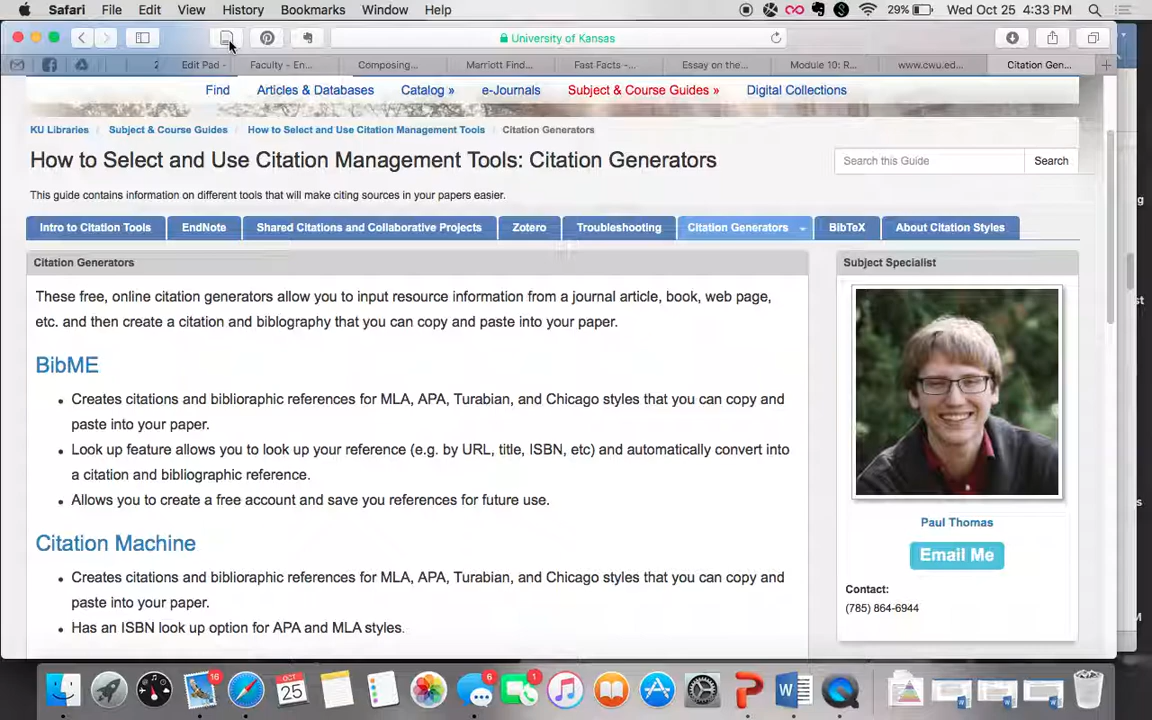 Safari File Edit View History Bookmarks Window Help 29% Wed Oct 25 4:33 PM
University of Kansas
2 Edit Pad - Faculty – En... Composing... Marriott Find... Fast Facts –... Essay on the... Module 10: R... www.cwu.ed... Citation Gen...
Find Articles & Databases Catalog » e-Journals Subject & Course Guides » Digital Collections
KU Libraries Subject & Course Guides How to Select and Use Citation Management Tools Citation Generators
How to Select and Use Citation Management Tools: Citation Generators
Search this Guide Search
This guide contains information on different tools that will make citing sources in your papers easier.
Intro to Citation Tools EndNote Shared Citations and Collaborative Projects Zotero Troubleshooting Citation Generators BibTeX About Citation Styles
Citation Generators
Subject Specialist
These free, online citation generators allow you to input resource information from a journal article, book, web page,
etc. and then create a citation and biblography that you can copy and paste into your paper.
BibME
• Creates citations and biblioraphic references for MLA, APA, Turabian, and Chicago styles that you can copy and
paste into your paper.
• Look up feature allows you to look up your reference (e.g. by URL, title, ISBN, etc) and automatically convert into
a citation and bibliographic reference.
• Allows you to create a free account and save you references for future use.
Citation Machine
• Creates citations and biblioraphic references for MLA, APA, Turabian, and Chicago styles that you can copy and
paste into your paper.
• Has an ISBN look up option for APA and MLA styles.
Paul Thomas
Email Me
Contact:
(785) 864-6944
16
OCT
25
6
1